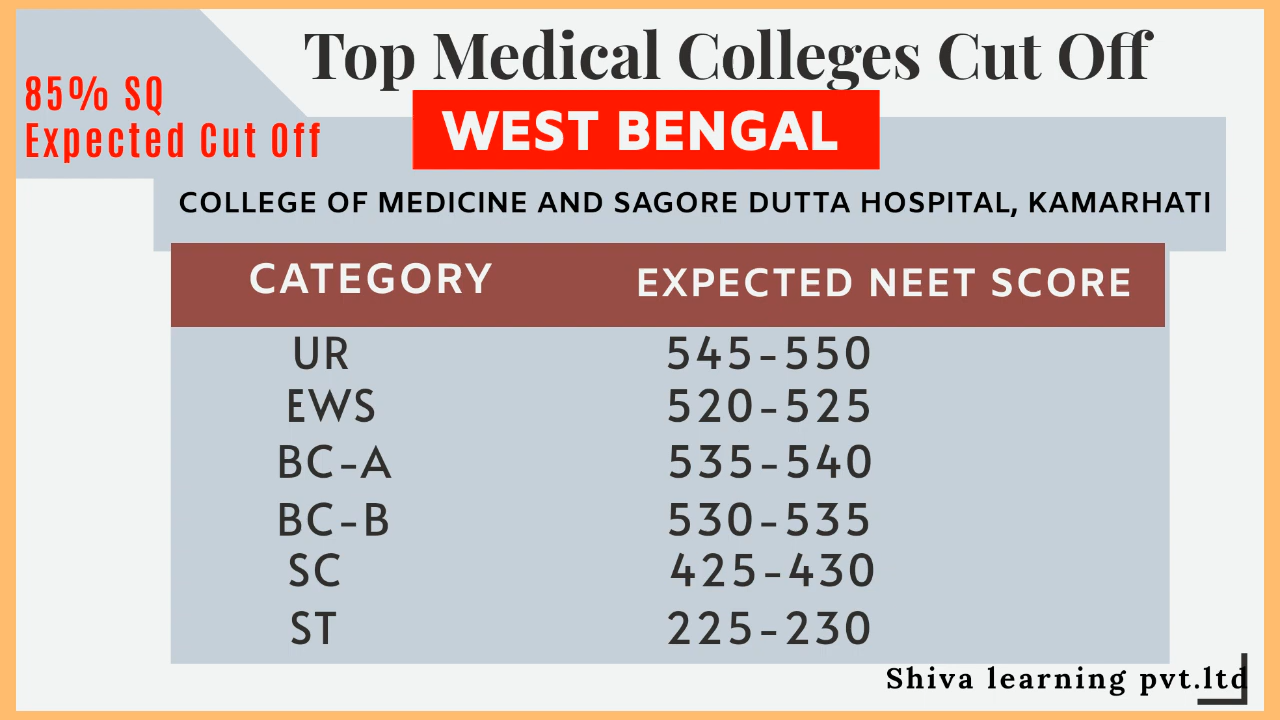 Top Medical Colleges Cut Off
85% SQ
Expected Cut Off
WEST BENGAL
COLLEGE OF MEDICINE AND SAGORE DUTTA HOSPITAL, KAMARHATI
CATEGORY EXPECTED NEET SCORE
UR 545-550
EWS 520-525
BC-A 535-540
BC-B 530-535
SC 425-430
ST 225-230
Shiva learning pvt.ltd